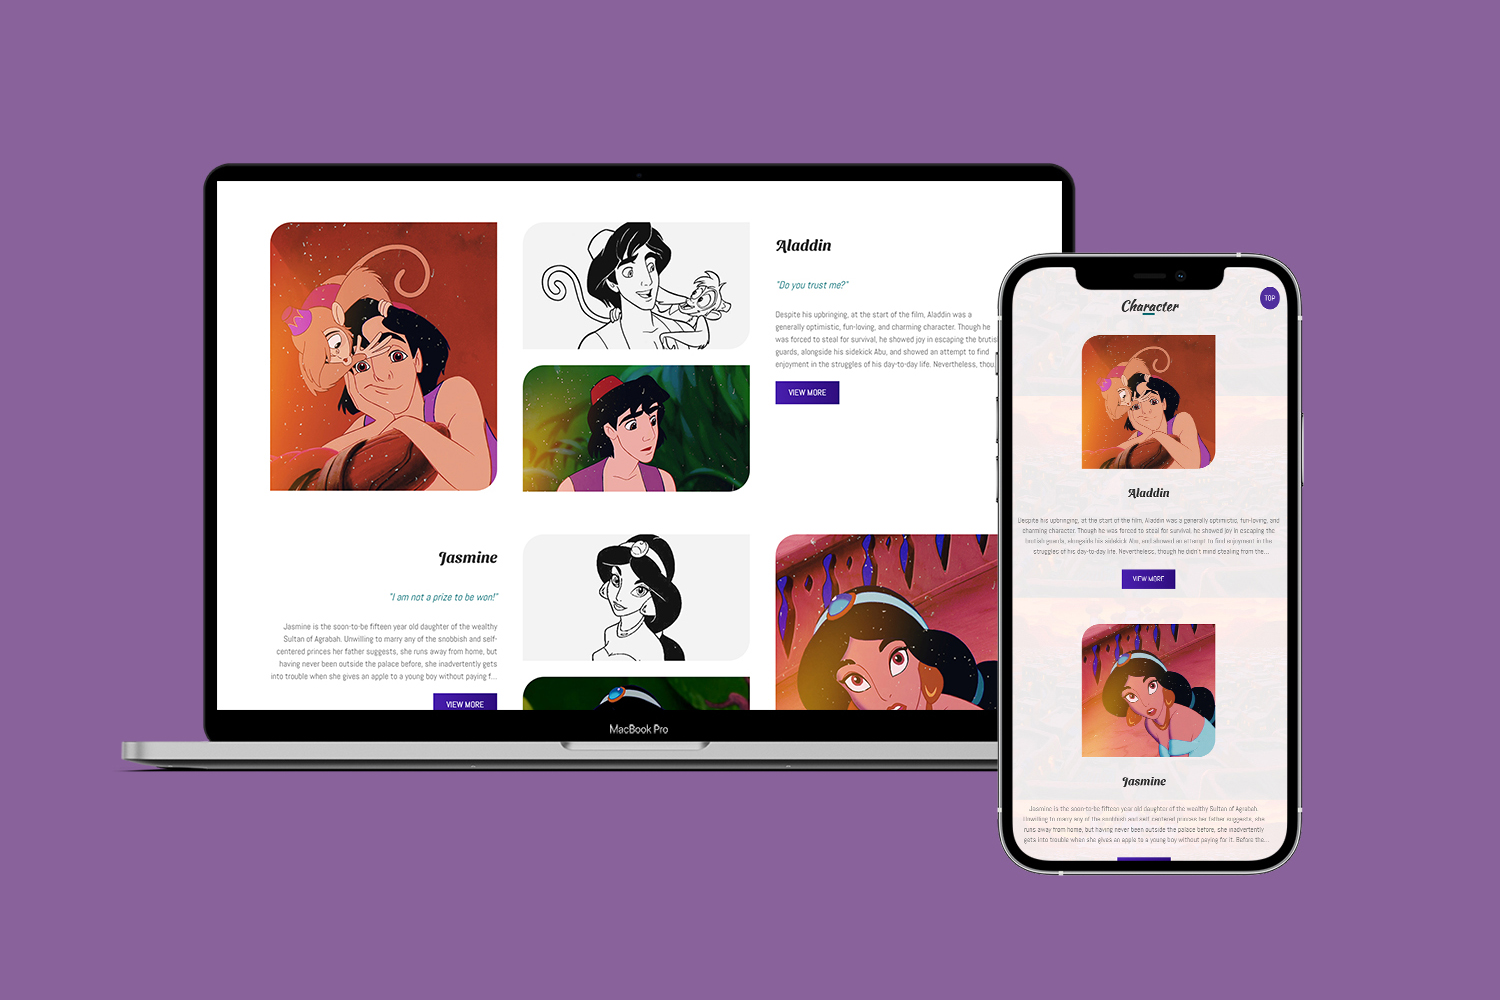 Aladdin
"Do you trust me?"
Despite his upbringing, at the start of the film, Aladdin was a
generally optimistic, fun-loving, and charming character. Though he
was forced to steal for survival, he showed joy in escaping the brutis
guards, alongside his sidekick Abu, and showed an attempt to find
enjoyment in the struggles of his day-to-day life. Nevertheless, thou
VIEW MORE
Jasmine
"I am not a prize to be won!"
Jasmine is the soon-to-be fifteen year old daughter of the wealthy
Sultan of Agrabah. Unwilling to marry any of the snobbish and self-
centered princes her father suggests, she runs away from home, but
having never been outside the palace before, she inadvertently gets
into trouble when she gives an apple to a young boy without paying f...
VIEW MORE
MacBook Pro
Character
TOP
Aladdin
Despite his upbringing, at the start of the film, Aladdin was a generally optimistic, fun-loving, and
charming character. Though he was forced to steal for survival, he showed joy in escaping the
brutish guards, alongside his sidekick Abu, and showed an attempt to find enjoyment in the
struggles of his day-to-day life. Nevertheless, though he didn't mind stealing from the...
VIEW MORE
Jasmine
Jasmine is the soon-to-be fifteen year old daughter of the wealthy Sultan of Agrabah.
Unwilling to marry any of the snobbish and self-centered princes her father suggests, she
runs away from home, but having never been outside the palace before, she inadvertently
gets into trouble when she gives an apple to a young boy without paying for it. Before the...